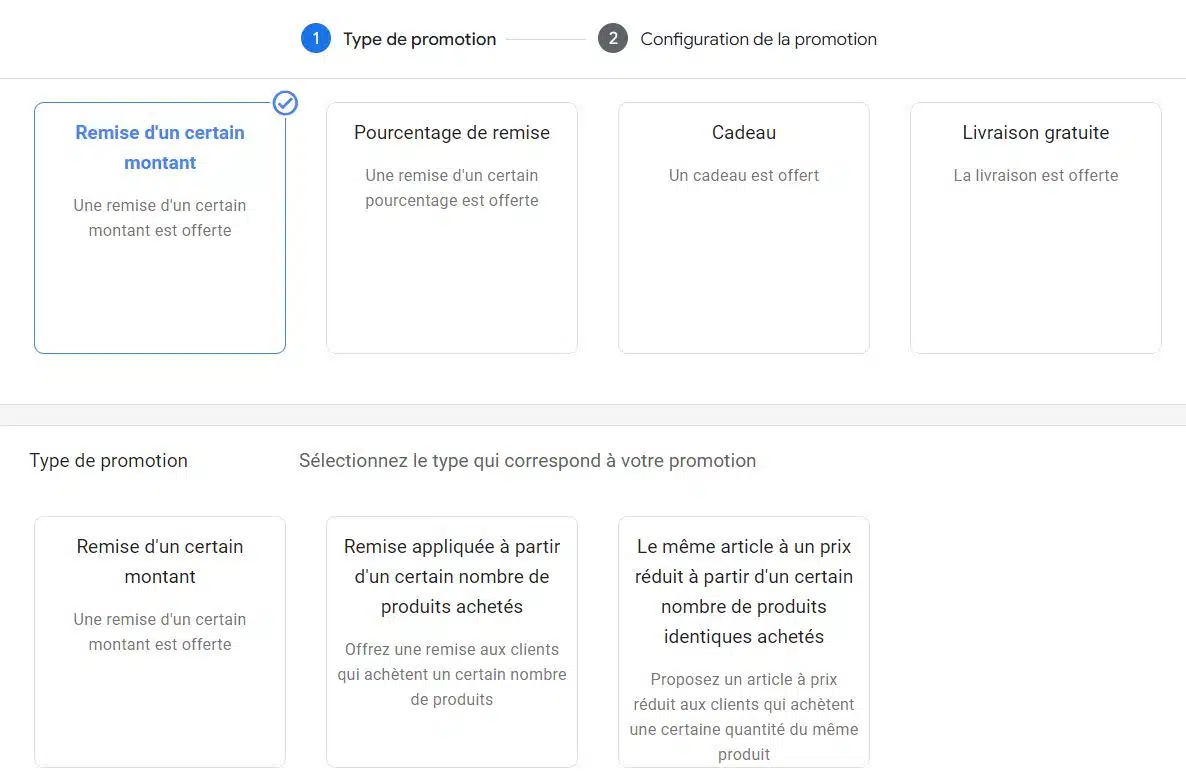 1 Type de promotion 2 Configuration de la promotion
Remise d'un certain
montant
Une remise d'un certain
montant est offerte
Pourcentage de remise
Une remise d'un certain
pourcentage est offerte
Cadeau
Un cadeau est offert
Livraison gratuite
La livraison est offerte
Type de promotion
Sélectionnez le type qui correspond à votre promotion
Remise d'un certain
montant
Une remise d'un certain
montant est offerte
Remise appliquée à partir
d'un certain nombre de
produits achetés
Offrez une remise aux clients
qui achètent un certain nombre
de produits
Le même article à un prix
réduit à partir d'un certain
nombre de produits
identiques achetés
Proposez un article à prix
réduit aux clients qui achètent
une certaine quantité du même
produit